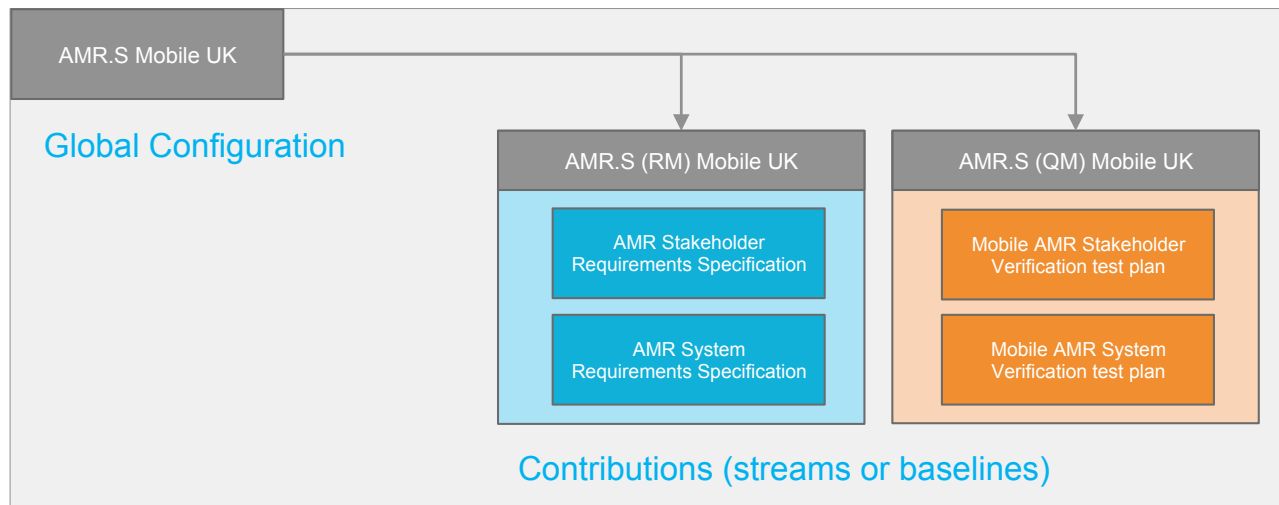 AMR.S Mobile UK
Global Configuration
AMR.S (RM) Mobile UK
AMR Stakeholder
Requirements Specification
AMR System
Requirements Specification
AMR.S (QM) Mobile UK
Mobile AMR Stakeholder
Verification test plan
Mobile AMR System
Verification test plan
Contributions (streams or baselines)